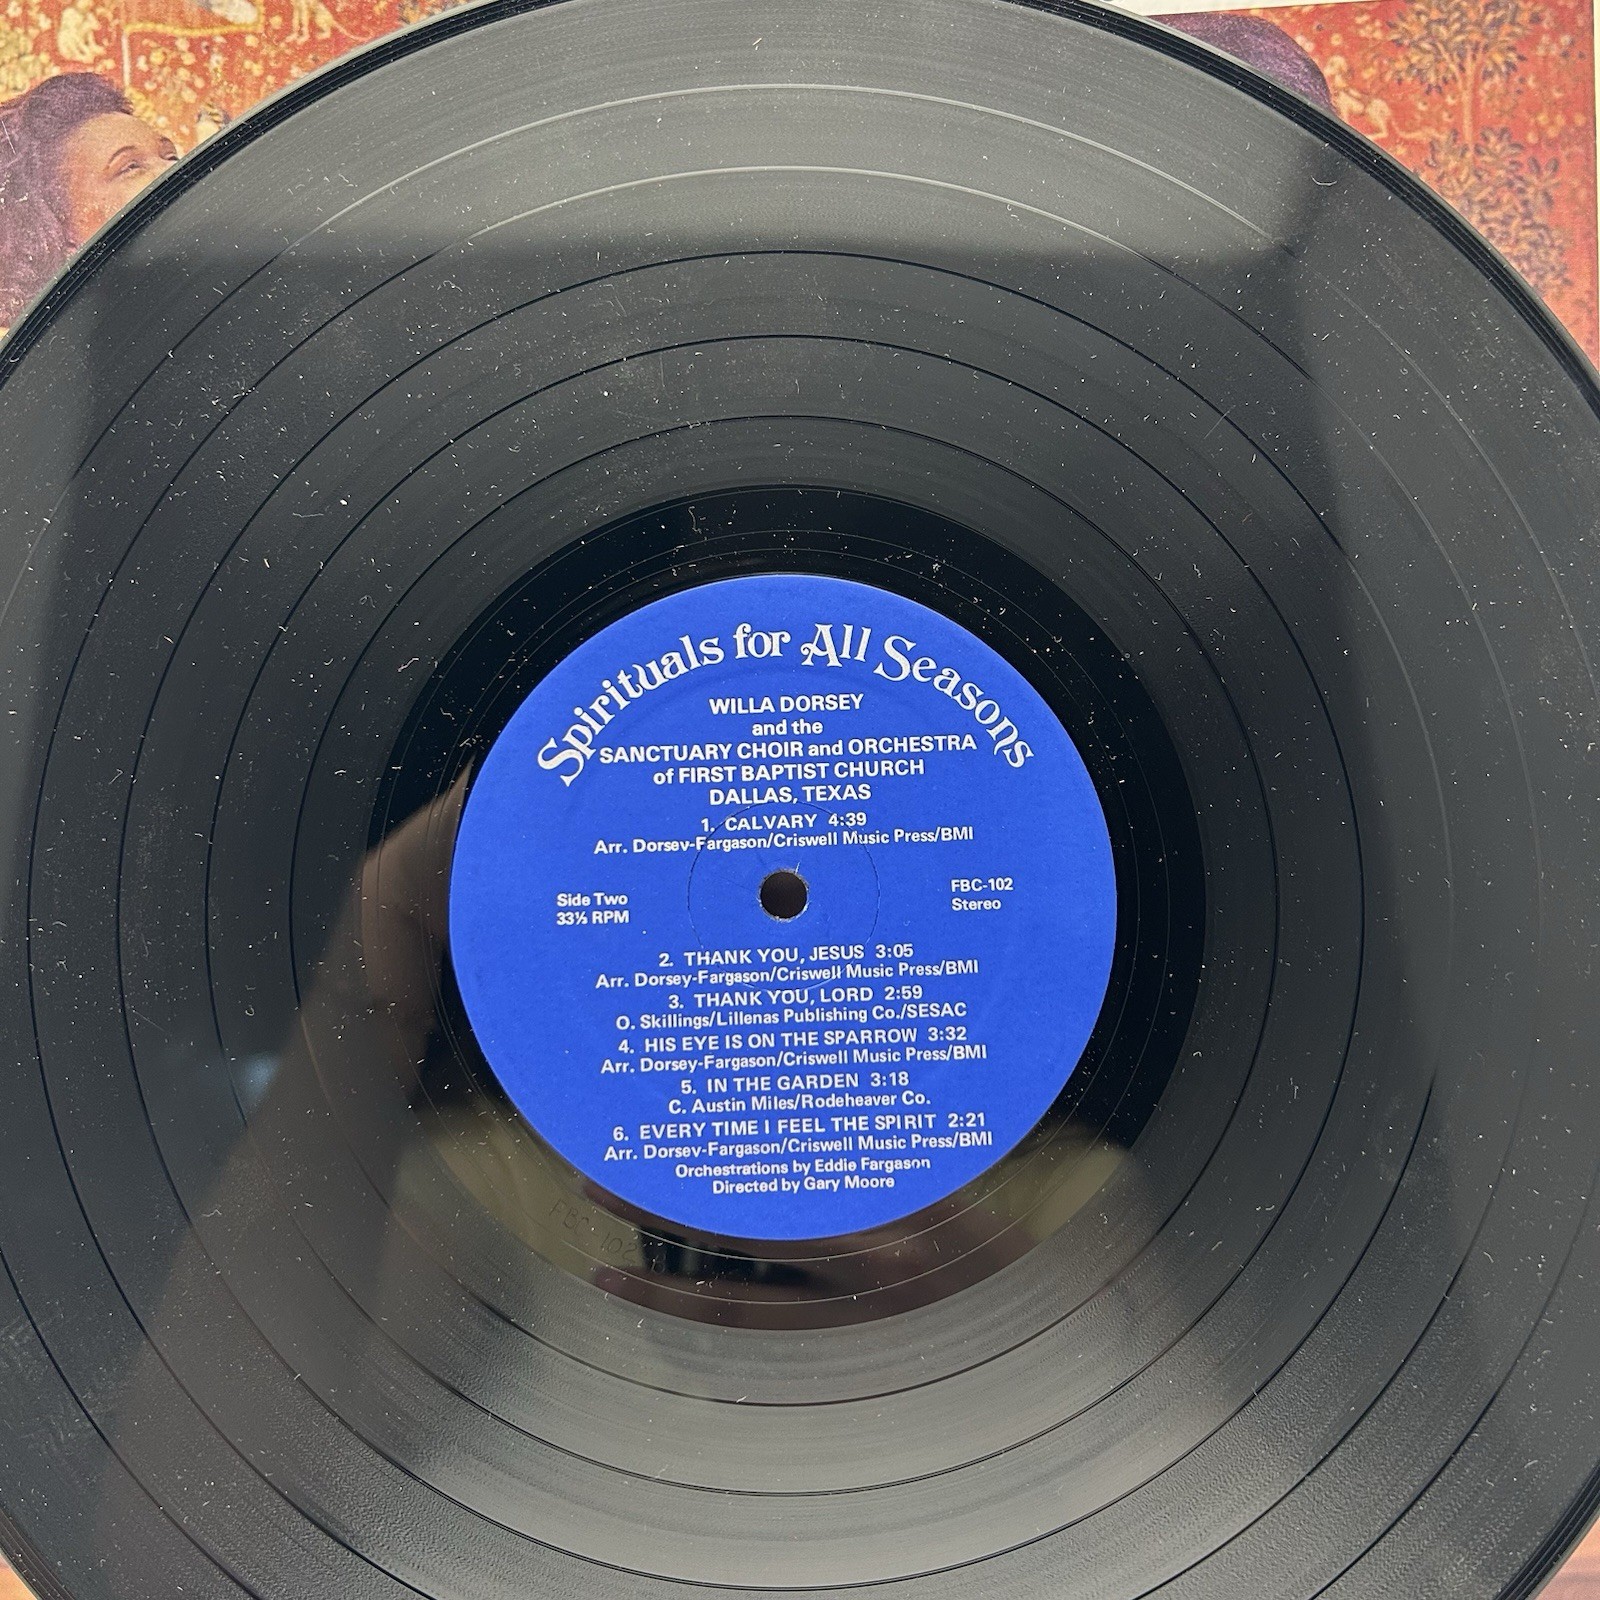 Spirituals for All Seasons
WILLA DORSEY
and the
SANCTUARY CHOIR and ORCHESTRA
of FIRST BAPTIST CHURCH
DALLAS, TEXAS
1. CALVARY 4:39
Arr. Dorsey-Fargason/Criswell Music Press/BMI
Side Two
33⅓ RPM
FBC-102
Stereo
2. THANK YOU, JESUS 3:05
Arr. Dorsey-Fargason/Criswell Music Press/BMI
3. THANK YOU, LORD 2:59
O. Skillings/Lillenas Publishing Co./SESAC
4. HIS EYE IS ON THE SPARROW 3:32
Arr. Dorsey-Fargason/Criswell Music Press/BMI
5. IN THE GARDEN 3:18
C. Austin Miles/Rodeheaver Co.
6. EVERY TIME I FEEL THE SPIRIT 2:21
Arr. Dorsey-Fargason/Criswell Music Press/BMI
Orchestrations by Eddie Fargason
Directed by Gary Moore
FBC-102